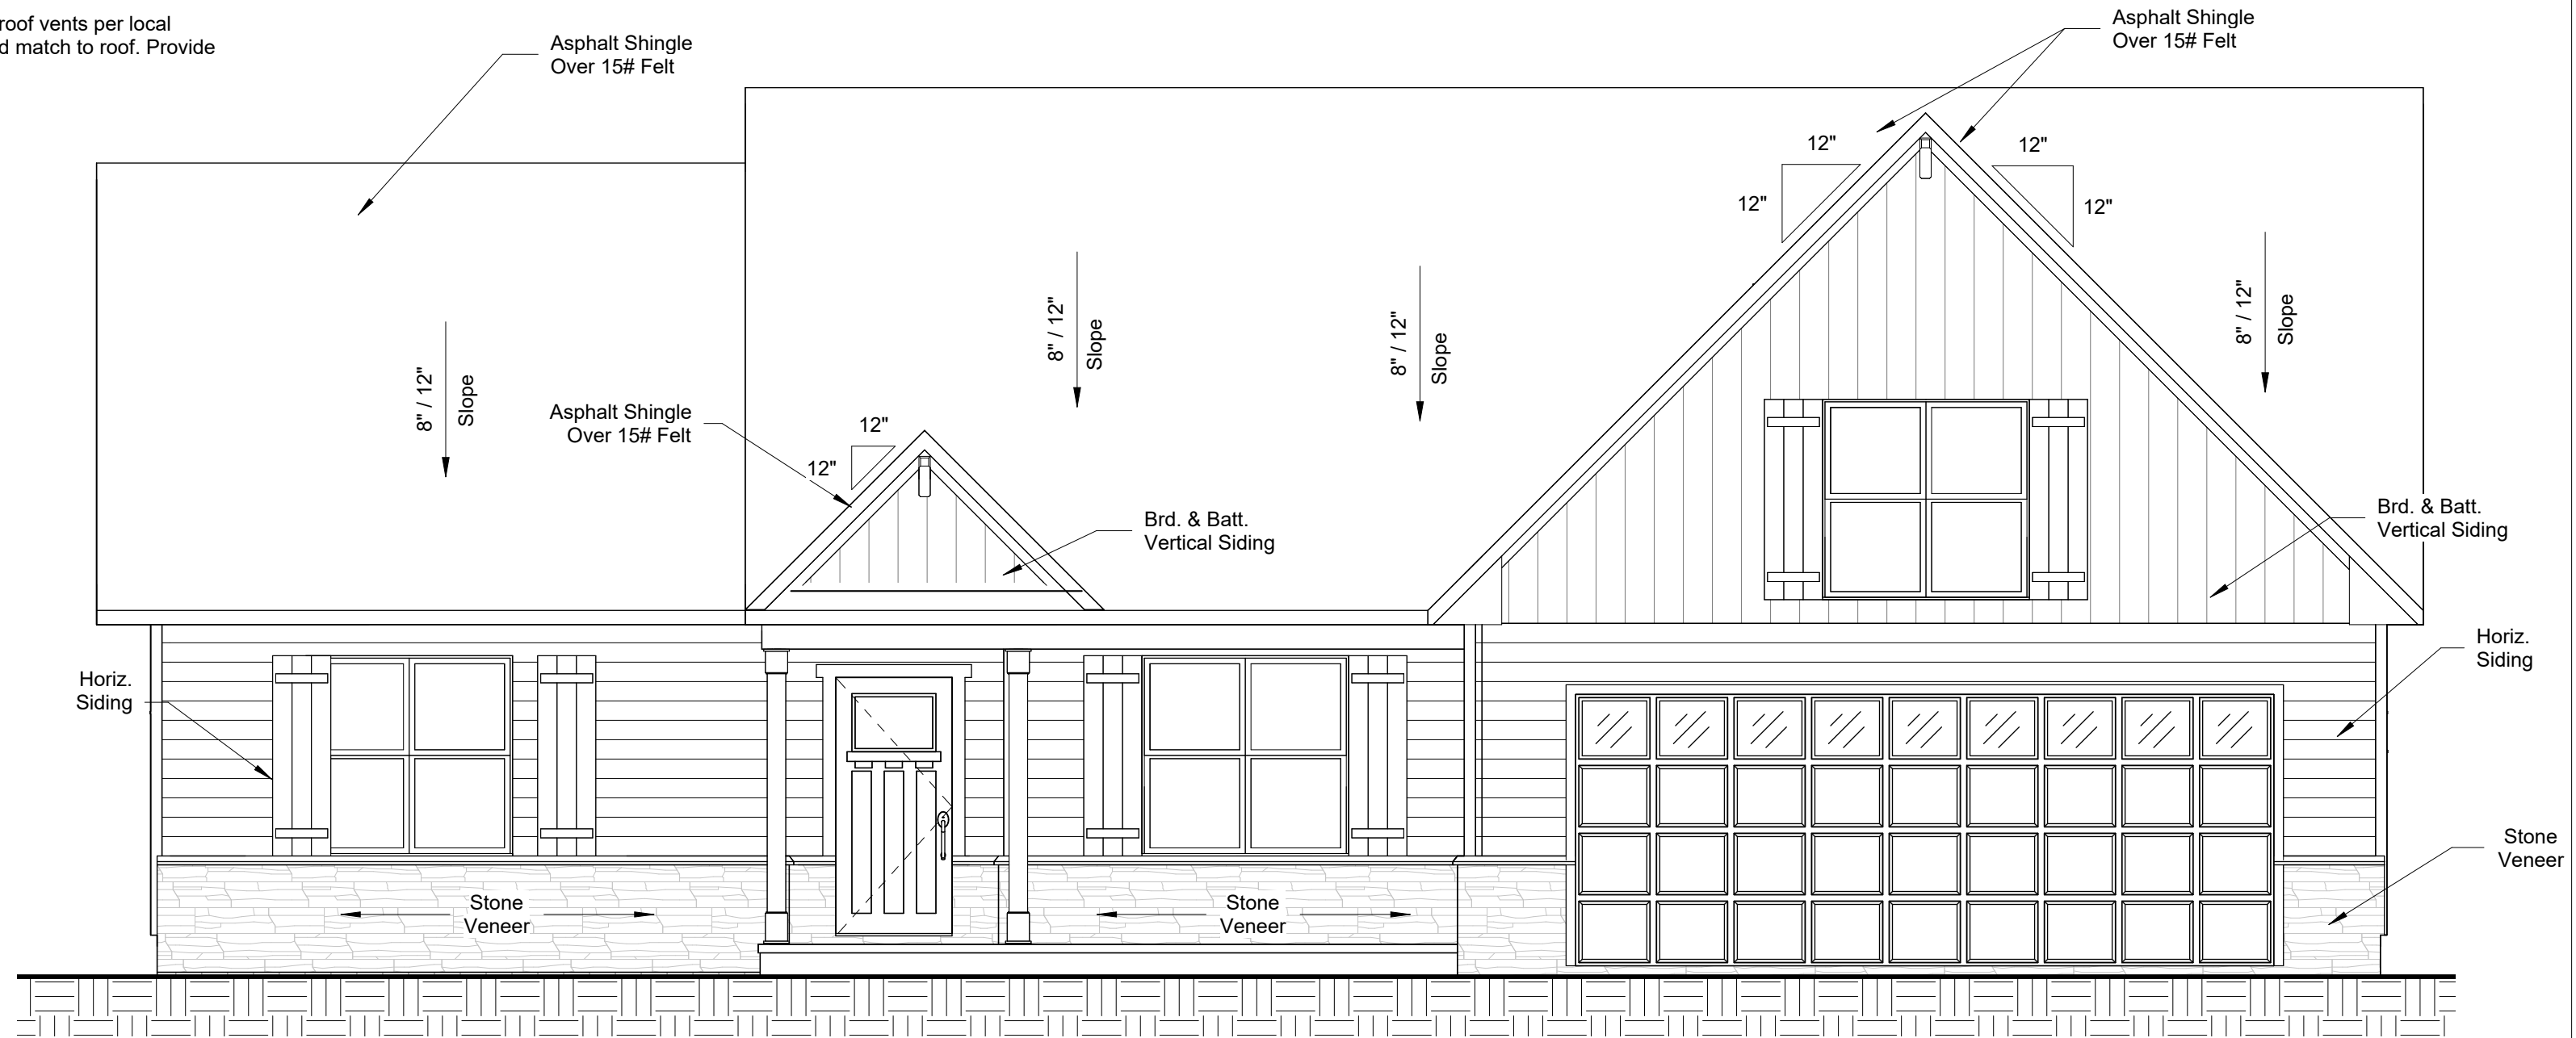 roof vents per local
d match to roof. Provide
Asphalt Shingle
Over 15# Felt
Asphalt Shingle
Over 15# Felt
12"
12"
12"
12"
8" / 12"
Slope
8" / 12"
Slope
8" / 12"
Slope
8" / 12"
Slope
Asphalt Shingle
Over 15# Felt
12"
12"
Brd. & Batt.
Vertical Siding
Brd. & Batt.
Vertical Siding
Horiz.
Siding
Horiz.
Siding
Stone
Veneer
Stone
Veneer
Stone
Veneer